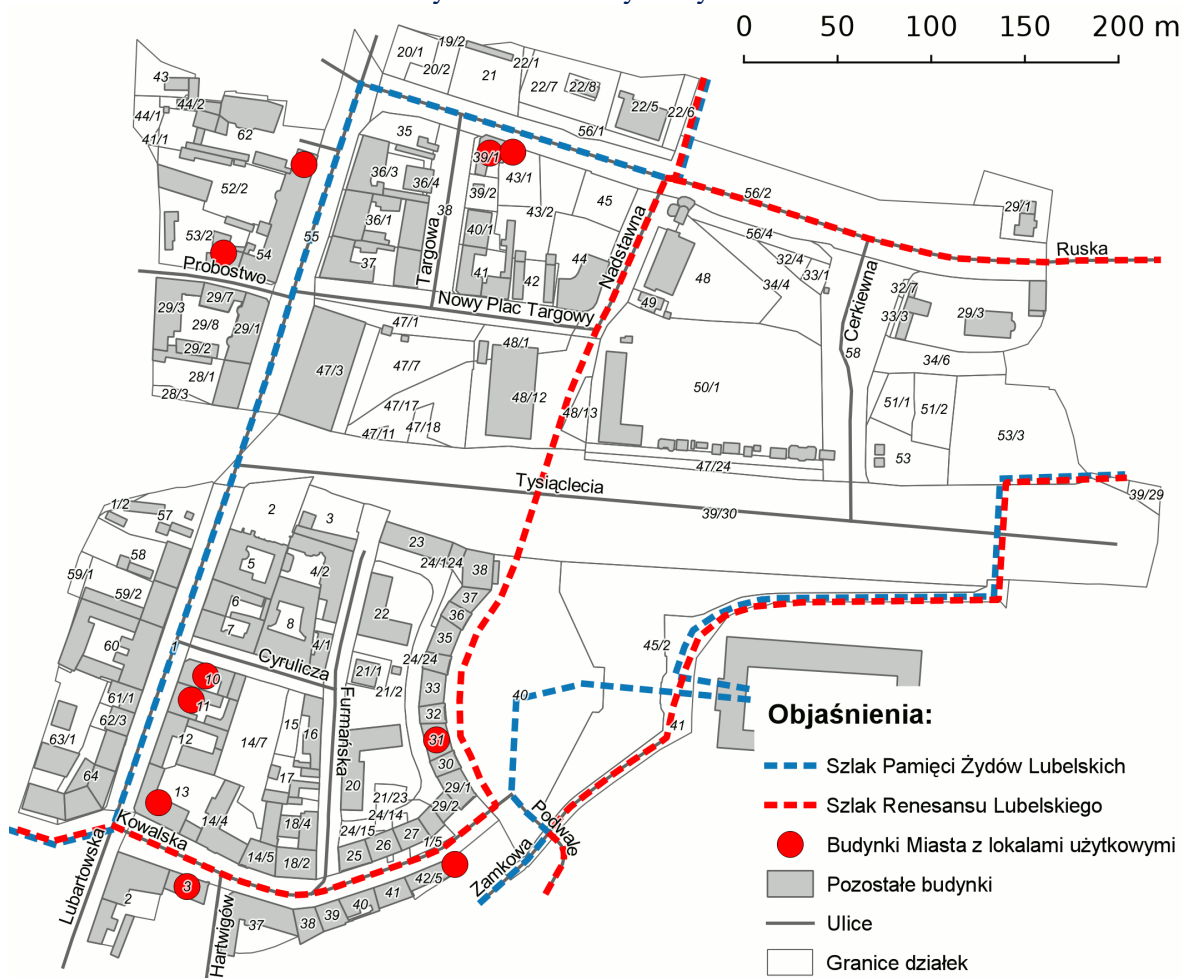 0 50 100 150 200 m
20/1 19/2 20/2 21 22/1 22/7 22/8 22/5 22/6 56/1
43 44/2 44/1 41/1 62 52/2 53/2 54 55
35 36/3 36/4 36/1 37 38 Targowa
39/1 39/2 43/1 43/2 45 40/1 41 42 44
Nadstawna
56/2 56/4 32/4 33/1 34/4 48 49
29/1
Ruska
Probostwo
Nowy Plac Targowy
Cerkiewna
32/7 33/3 29/3 34/6
29/3 29/7 29/8 29/1 29/2 28/1 28/3
47/1 47/3 47/7 47/17 47/11 47/18
48/1 48/12 48/13 50/1 47/24
58 51/1 51/2 53 53/3
Tysiąclecia
39/30
39/29
1/2 57 58 59/1 59/2 60 61/1 62/3 63/1 64
2 3 5 4/2 6 7 8 4/1
1
Cyrulicza
10 11 12 13 14/7 14/4 14/5 15 16 17 18/4 18/2
Furmańska
23 24/1 24 38 37 36 35 22 24/24 21/1 21/2 33 32 31 30 29/1 29/2
20 21/23 24/14 24/15 25 26 27 1/5
45/2
40
41
Kowalska
Lubartowska
Hartwigów
Zamkowa
Podwale
2 3 37 38 39 40 41 42/5
Objaśnienia:
Szlak Pamięci Żydów Lubelskich
Szlak Renesansu Lubelskiego
Budynki Miasta z lokalami użytkowymi
Pozostałe budynki
Ulice
Granice działek